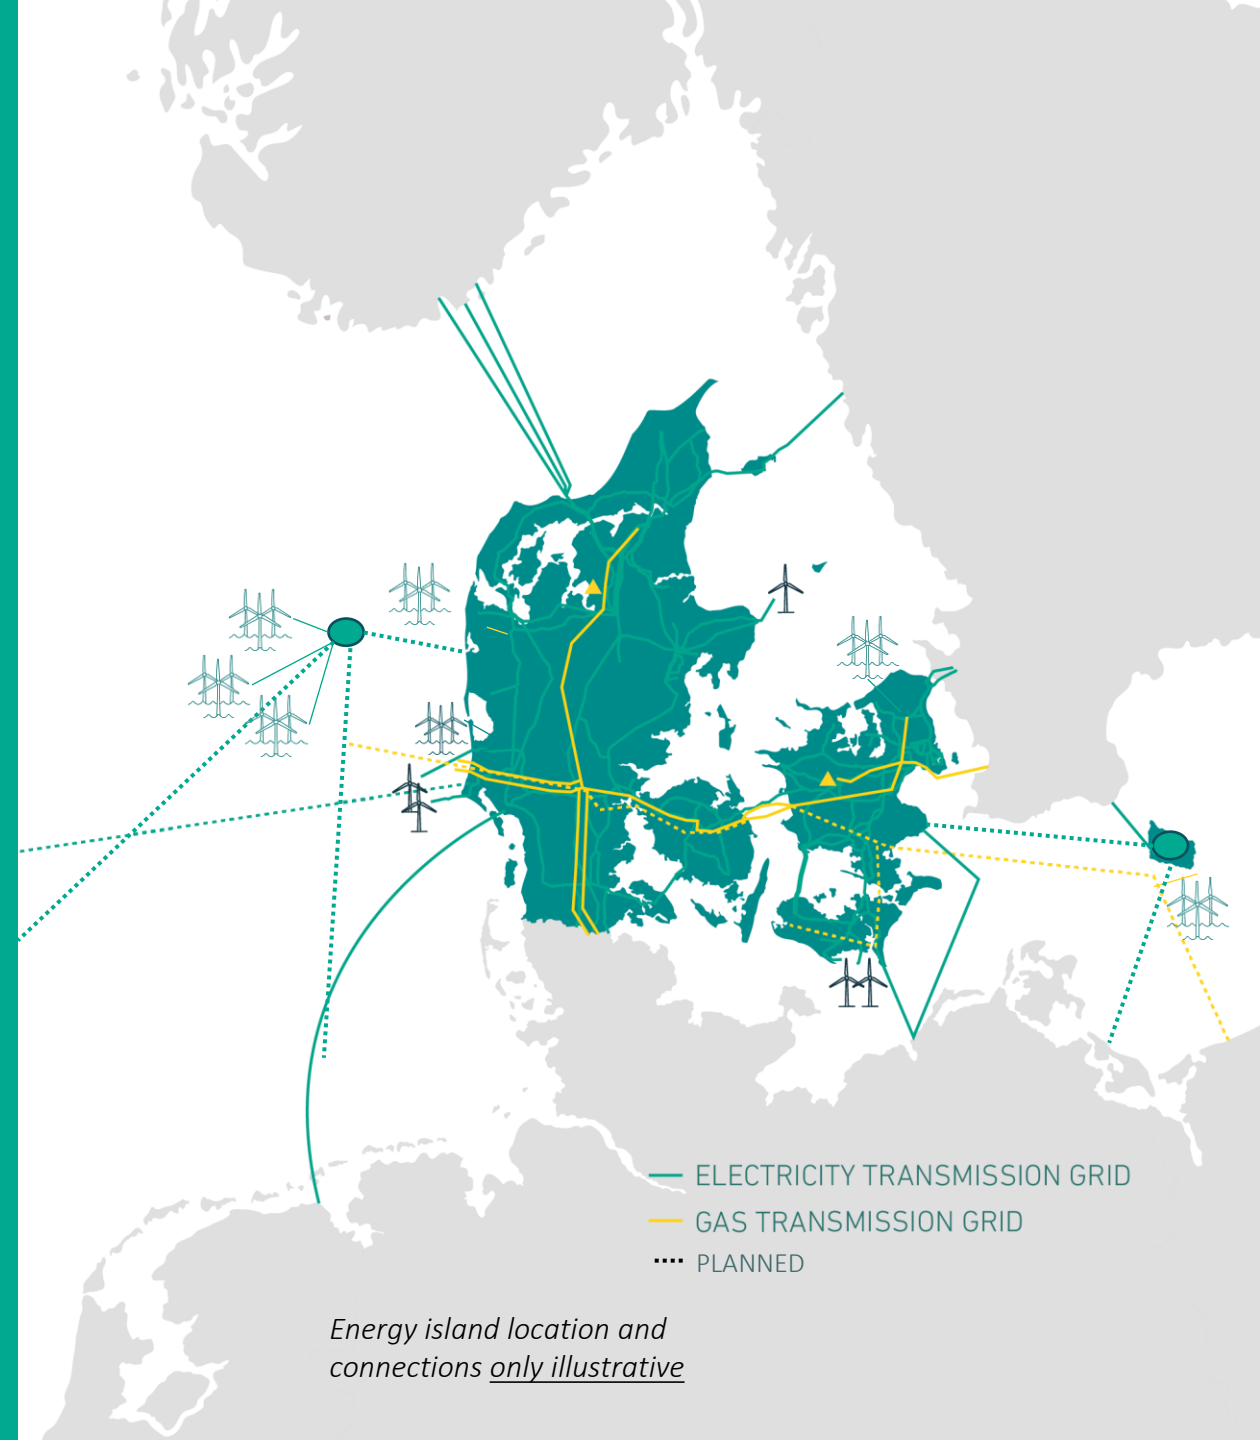 ELECTRICITY TRANSMISSION GRID
GAS TRANSMISSION GRID
PLANNED
Energy island location and
connections only illustrative